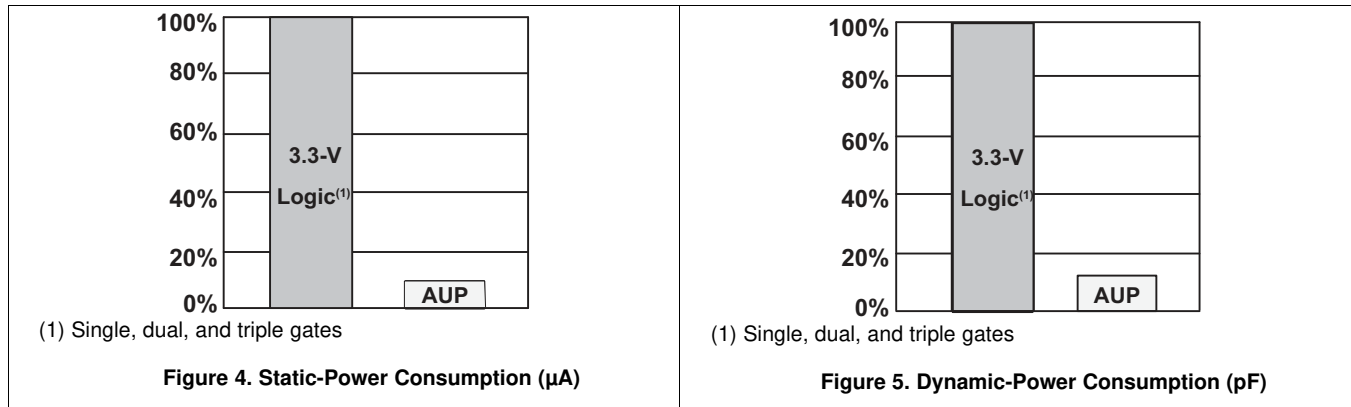 100%
80%
60%
40%
20%
0%
3.3-V
Logic(1)
AUP
(1) Single, dual, and triple gates
Figure 4. Static-Power Consumption (µA)
100%
80%
60%
40%
20%
0%
3.3-V
Logic(1)
AUP
(1) Single, dual, and triple gates
Figure 5. Dynamic-Power Consumption (pF)